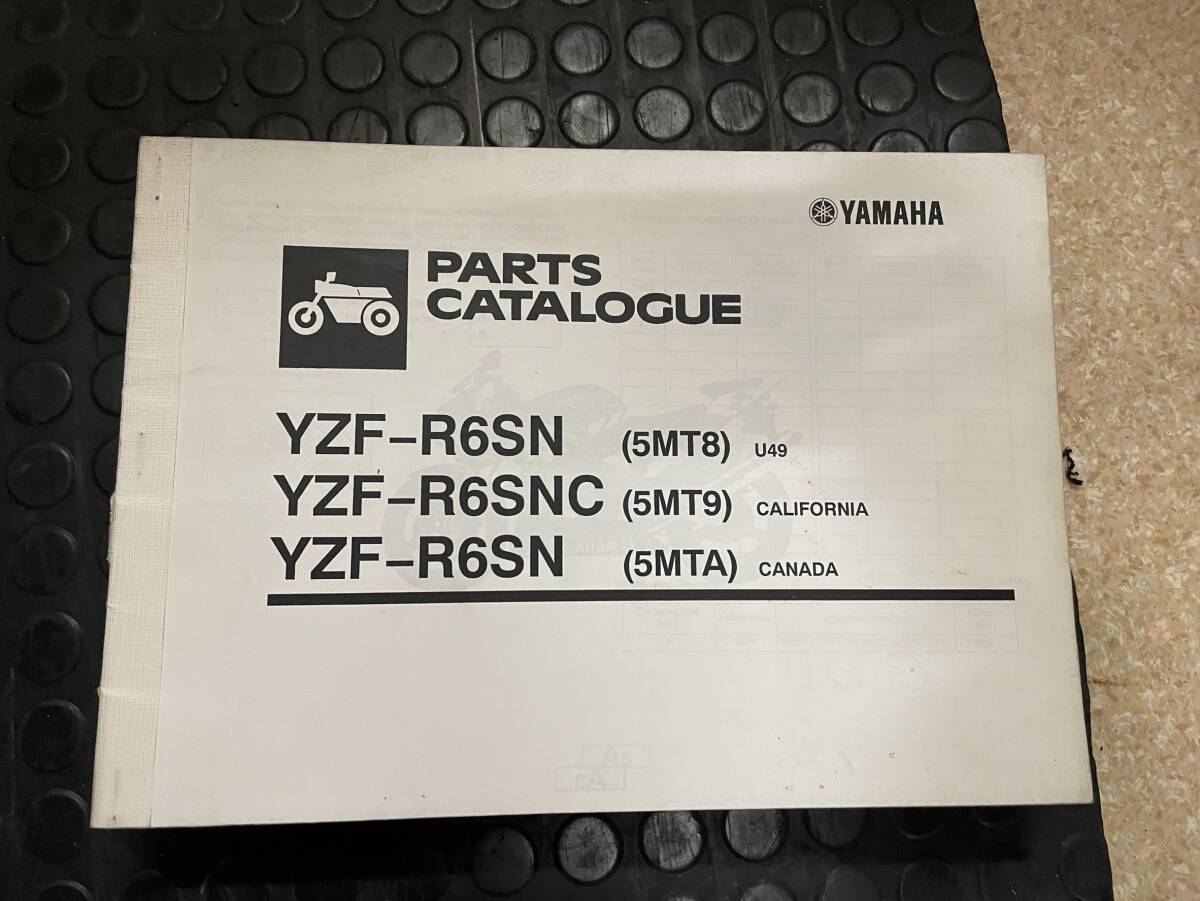 YAMAHA
PARTS
CATALOGUE
YZF–R6SN (5MT8) U49
YZF–R6SNC (5MT9) CALIFORNIA
YZF–R6SN (5MTA) CANADA